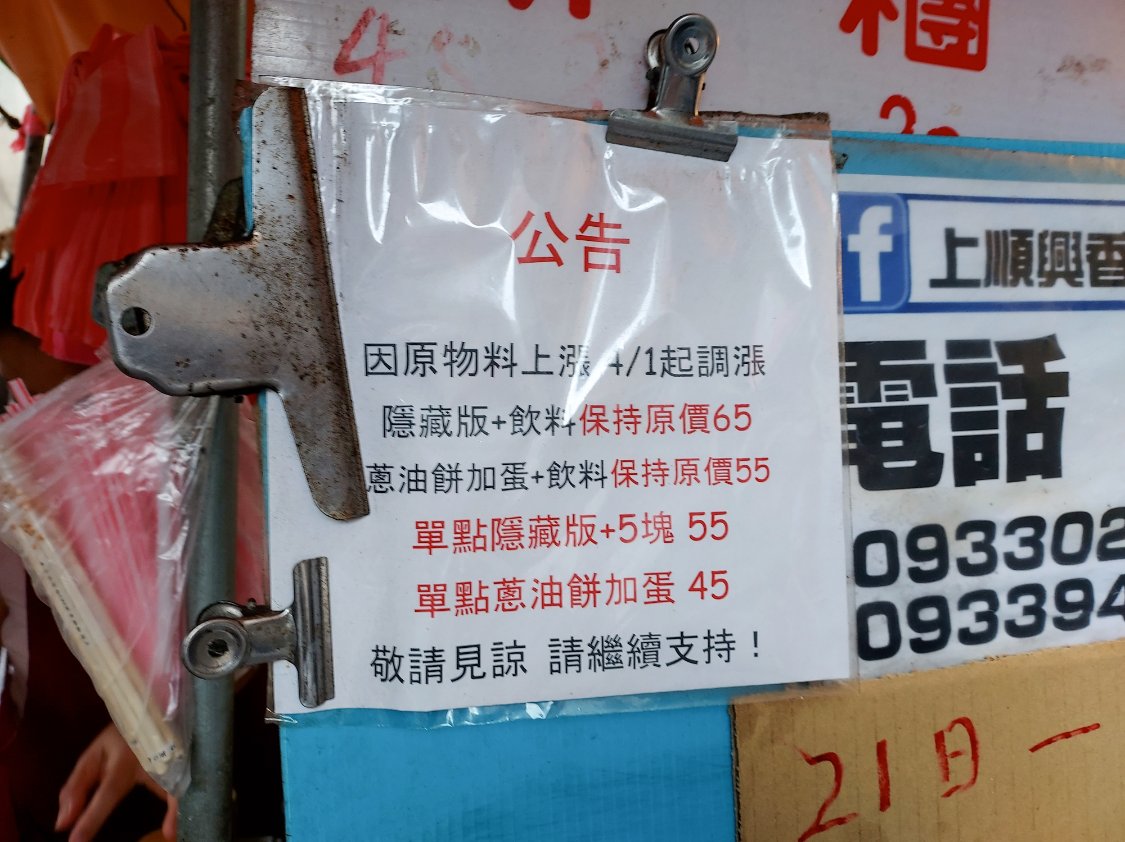 公告
因原物料上漲 4/1起調漲
隱藏版+飲料保持原價65
蔥油餅加蛋+飲料保持原價55
單點隱藏版+5塊 55
單點蔥油餅加蛋 45
敬請見諒 請繼續支持！
f 上順興香
電話
093302
093394
21日一